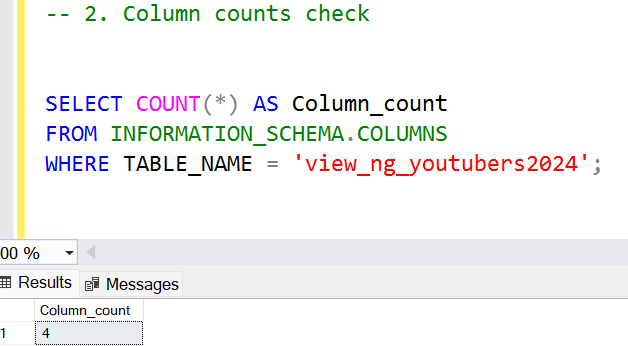 -- 2. Column counts check
SELECT COUNT(*) AS Column_count
FROM INFORMATION_SCHEMA.COLUMNS
WHERE TABLE_NAME = 'view_ng_youtubers2024';
00 %
Results Messages
Column_count
1 4